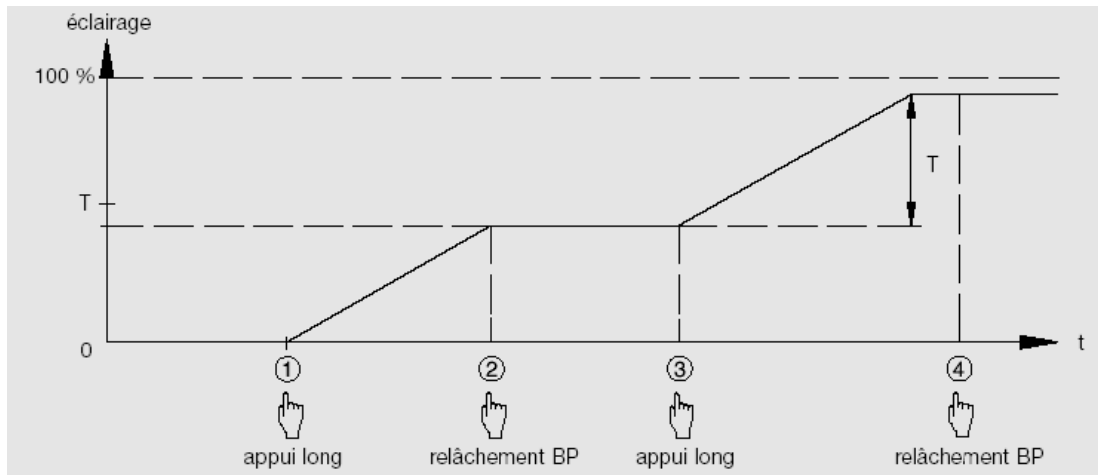 éclairage
100 %
T
T
0
t
1 2 3 4
appui long relâchement BP appui long relâchement BP